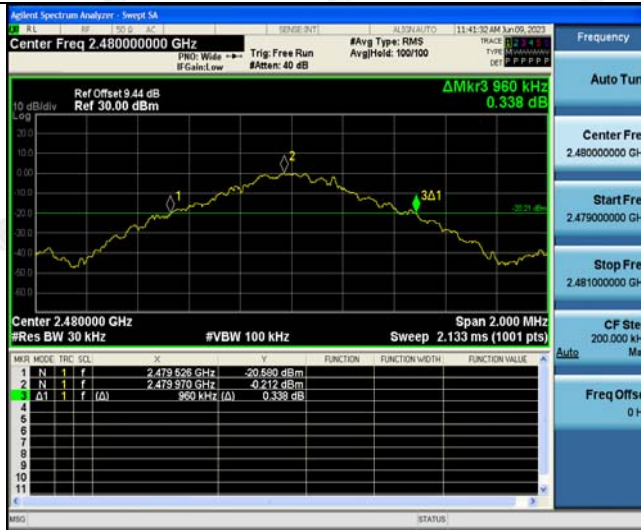 Agilent Spectrum Analyzer - Swept SA
RL RF 50 Ω AC SENSE:INT ALIGN AUTO 11:41:32 AM Jun 09, 2023
Center Freq 2.480000000 GHz
PNO: Wide
IFGain:Low
Trig: Free Run
#Atten: 40 dB
#Avg Type: RMS
Avg|Hold: 100/100
TRACE 1 2 3 4 5 6
TYPE M
DET P P P P P P
Frequency
Auto Tun
Ref Offset 9.44 dB
10 dB/div Ref 30.00 dBm
ΔMkr3 960 kHz
0.338 dB
Log
20.0
10.0
0.00
-10.0
-20.0
-30.0
-40.0
-50.0
-60.0
1
2
3Δ1
-20.21 dBm
Center Fre
2.480000000 GH
Start Fre
2.479000000 GH
Stop Fre
2.481000000 GH
Center 2.480000 GHz Span 2.000 MHz
#Res BW 30 kHz #VBW 100 kHz Sweep 2.133 ms (1001 pts)
CF Ste
200.000 kH
Auto Ma
Freq Offse
0 H
MKR MODE TRC SCL X Y FUNCTION FUNCTION WIDTH FUNCTION VALUE
1 N 1 f 2.479 526 GHz -20.580 dBm
2 N 1 f 2.479 970 GHz -0.212 dBm
3 Δ1 1 f (Δ) 960 kHz (Δ) 0.338 dB
4
5
6
7
8
9
10
11
MSG STATUS